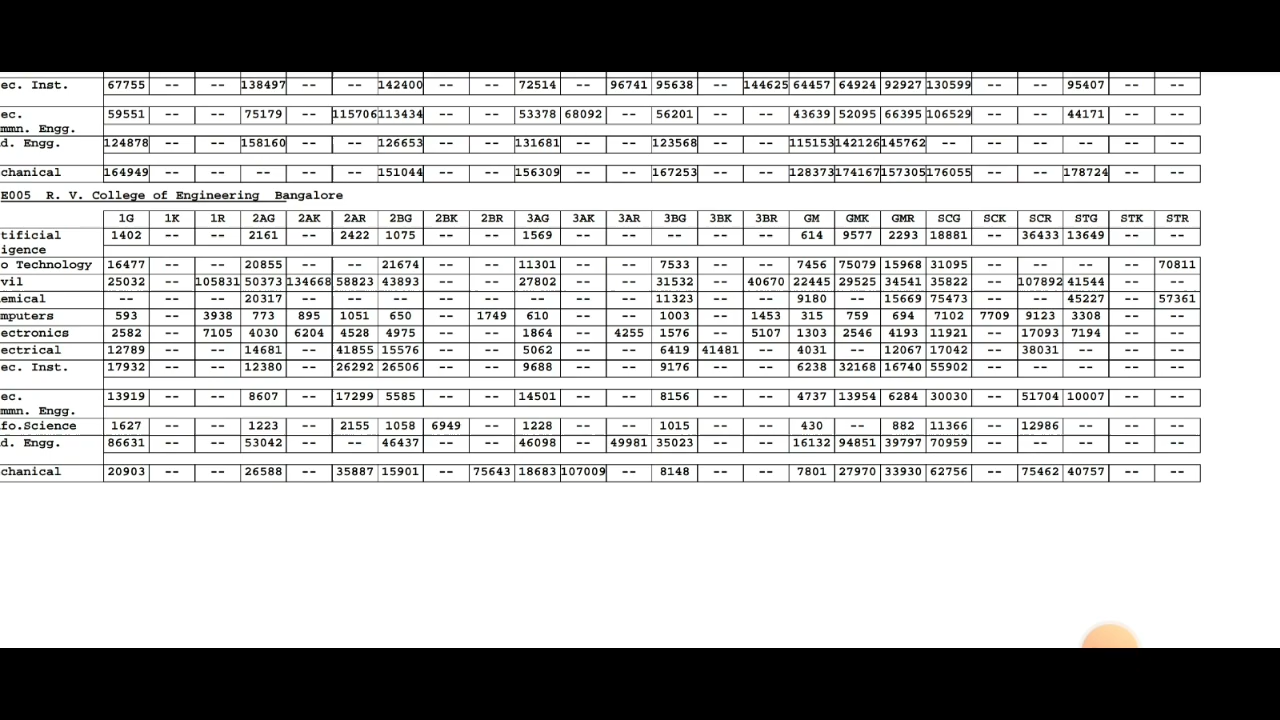 ec. Inst. 67755 -- -- 138497 -- -- 142400 -- -- 72514 -- 96741 95638 -- 144625 64457 64924 92927 130599 -- -- 95407 -- --
ec. 59551 -- -- 75179 -- 115706 113434 -- -- 53378 68092 -- 56201 -- -- 43639 52095 66395 106529 -- -- 44171 -- --
mmn. Engg.
d. Engg. 124878 -- -- 158160 -- -- 126653 -- -- 131681 -- -- 123568 -- -- 115153 142126 145762 -- -- -- -- -- --
chanical 164949 -- -- -- -- -- 151044 -- -- 156309 -- -- 167253 -- -- 128373 174167 157305 176055 -- -- 178724 -- --
E005 R. V. College of Engineering Bangalore
1G 1K 1R 2AG 2AK 2AR 2BG 2BK 2BR 3AG 3AK 3AR 3BG 3BK 3BR GM GMK GMR SCG SCK SCR STG STK STR
tificial 1402 -- -- 2161 -- 2422 1075 -- -- 1569 -- -- -- -- -- 614 9577 2293 18881 -- 36433 13649 -- --
igence
o Technology 16477 -- -- 20855 -- -- 21674 -- -- 11301 -- -- 7533 -- -- 7456 75079 15968 31095 -- -- -- -- 70811
vil 25032 -- 105831 50373 134668 58823 43893 -- -- 27802 -- -- 31532 -- 40670 22445 29525 34541 35822 -- 107892 41544 -- --
emical -- -- -- 20317 -- -- -- -- -- -- -- -- 11323 -- -- 9180 -- 15669 75473 -- -- 45227 -- 57361
mputers 593 -- 3938 773 895 1051 650 -- 1749 610 -- -- 1003 -- 1453 315 759 694 7102 7709 9123 3308 -- --
ectronics 2582 -- 7105 4030 6204 4528 4975 -- -- 1864 -- 4255 1576 -- 5107 1303 2546 4193 11921 -- 17093 7194 -- --
ectrical 12789 -- -- 14681 -- 41855 15576 -- -- 5062 -- -- 6419 41481 -- 4031 -- 12067 17042 -- 38031 -- -- --
ec. Inst. 17932 -- -- 12380 -- 26292 26506 -- -- 9688 -- -- 9176 -- -- 6238 32168 16740 55902 -- -- -- -- --
ec. 13919 -- -- 8607 -- 17299 5585 -- -- 14501 -- -- 8156 -- -- 4737 13954 6284 30030 -- 51704 10007 -- --
mmn. Engg.
fo.Science 1627 -- -- 1223 -- 2155 1058 6949 -- 1228 -- -- 1015 -- -- 430 -- 882 11366 -- 12986 -- -- --
d. Engg. 86631 -- -- 53042 -- -- 46437 -- -- 46098 -- 49981 35023 -- -- 16132 94851 39797 70959 -- -- -- -- --
chanical 20903 -- -- 26588 -- 35887 15901 -- 75643 18683 107009 -- 8148 -- -- 7801 27970 33930 62756 -- 75462 40757 -- --